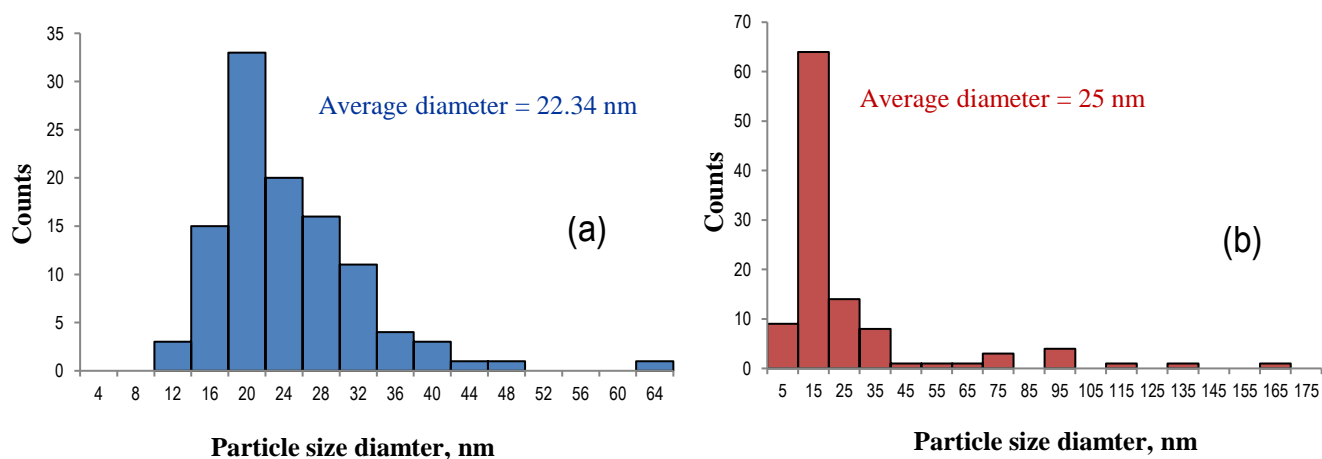 35
30
25
20
15
10
5
0
Counts
Average diameter = 22.34 nm
(a)
4 8 12 16 20 24 28 32 36 40 44 48 52 56 60 64
Particle size diamter, nm
70
60
50
40
30
20
10
0
Counts
Average diameter = 25 nm
(b)
5 15 25 35 45 55 65 75 85 95 105 115 125 135 145 155 165 175
Particle size diamter, nm